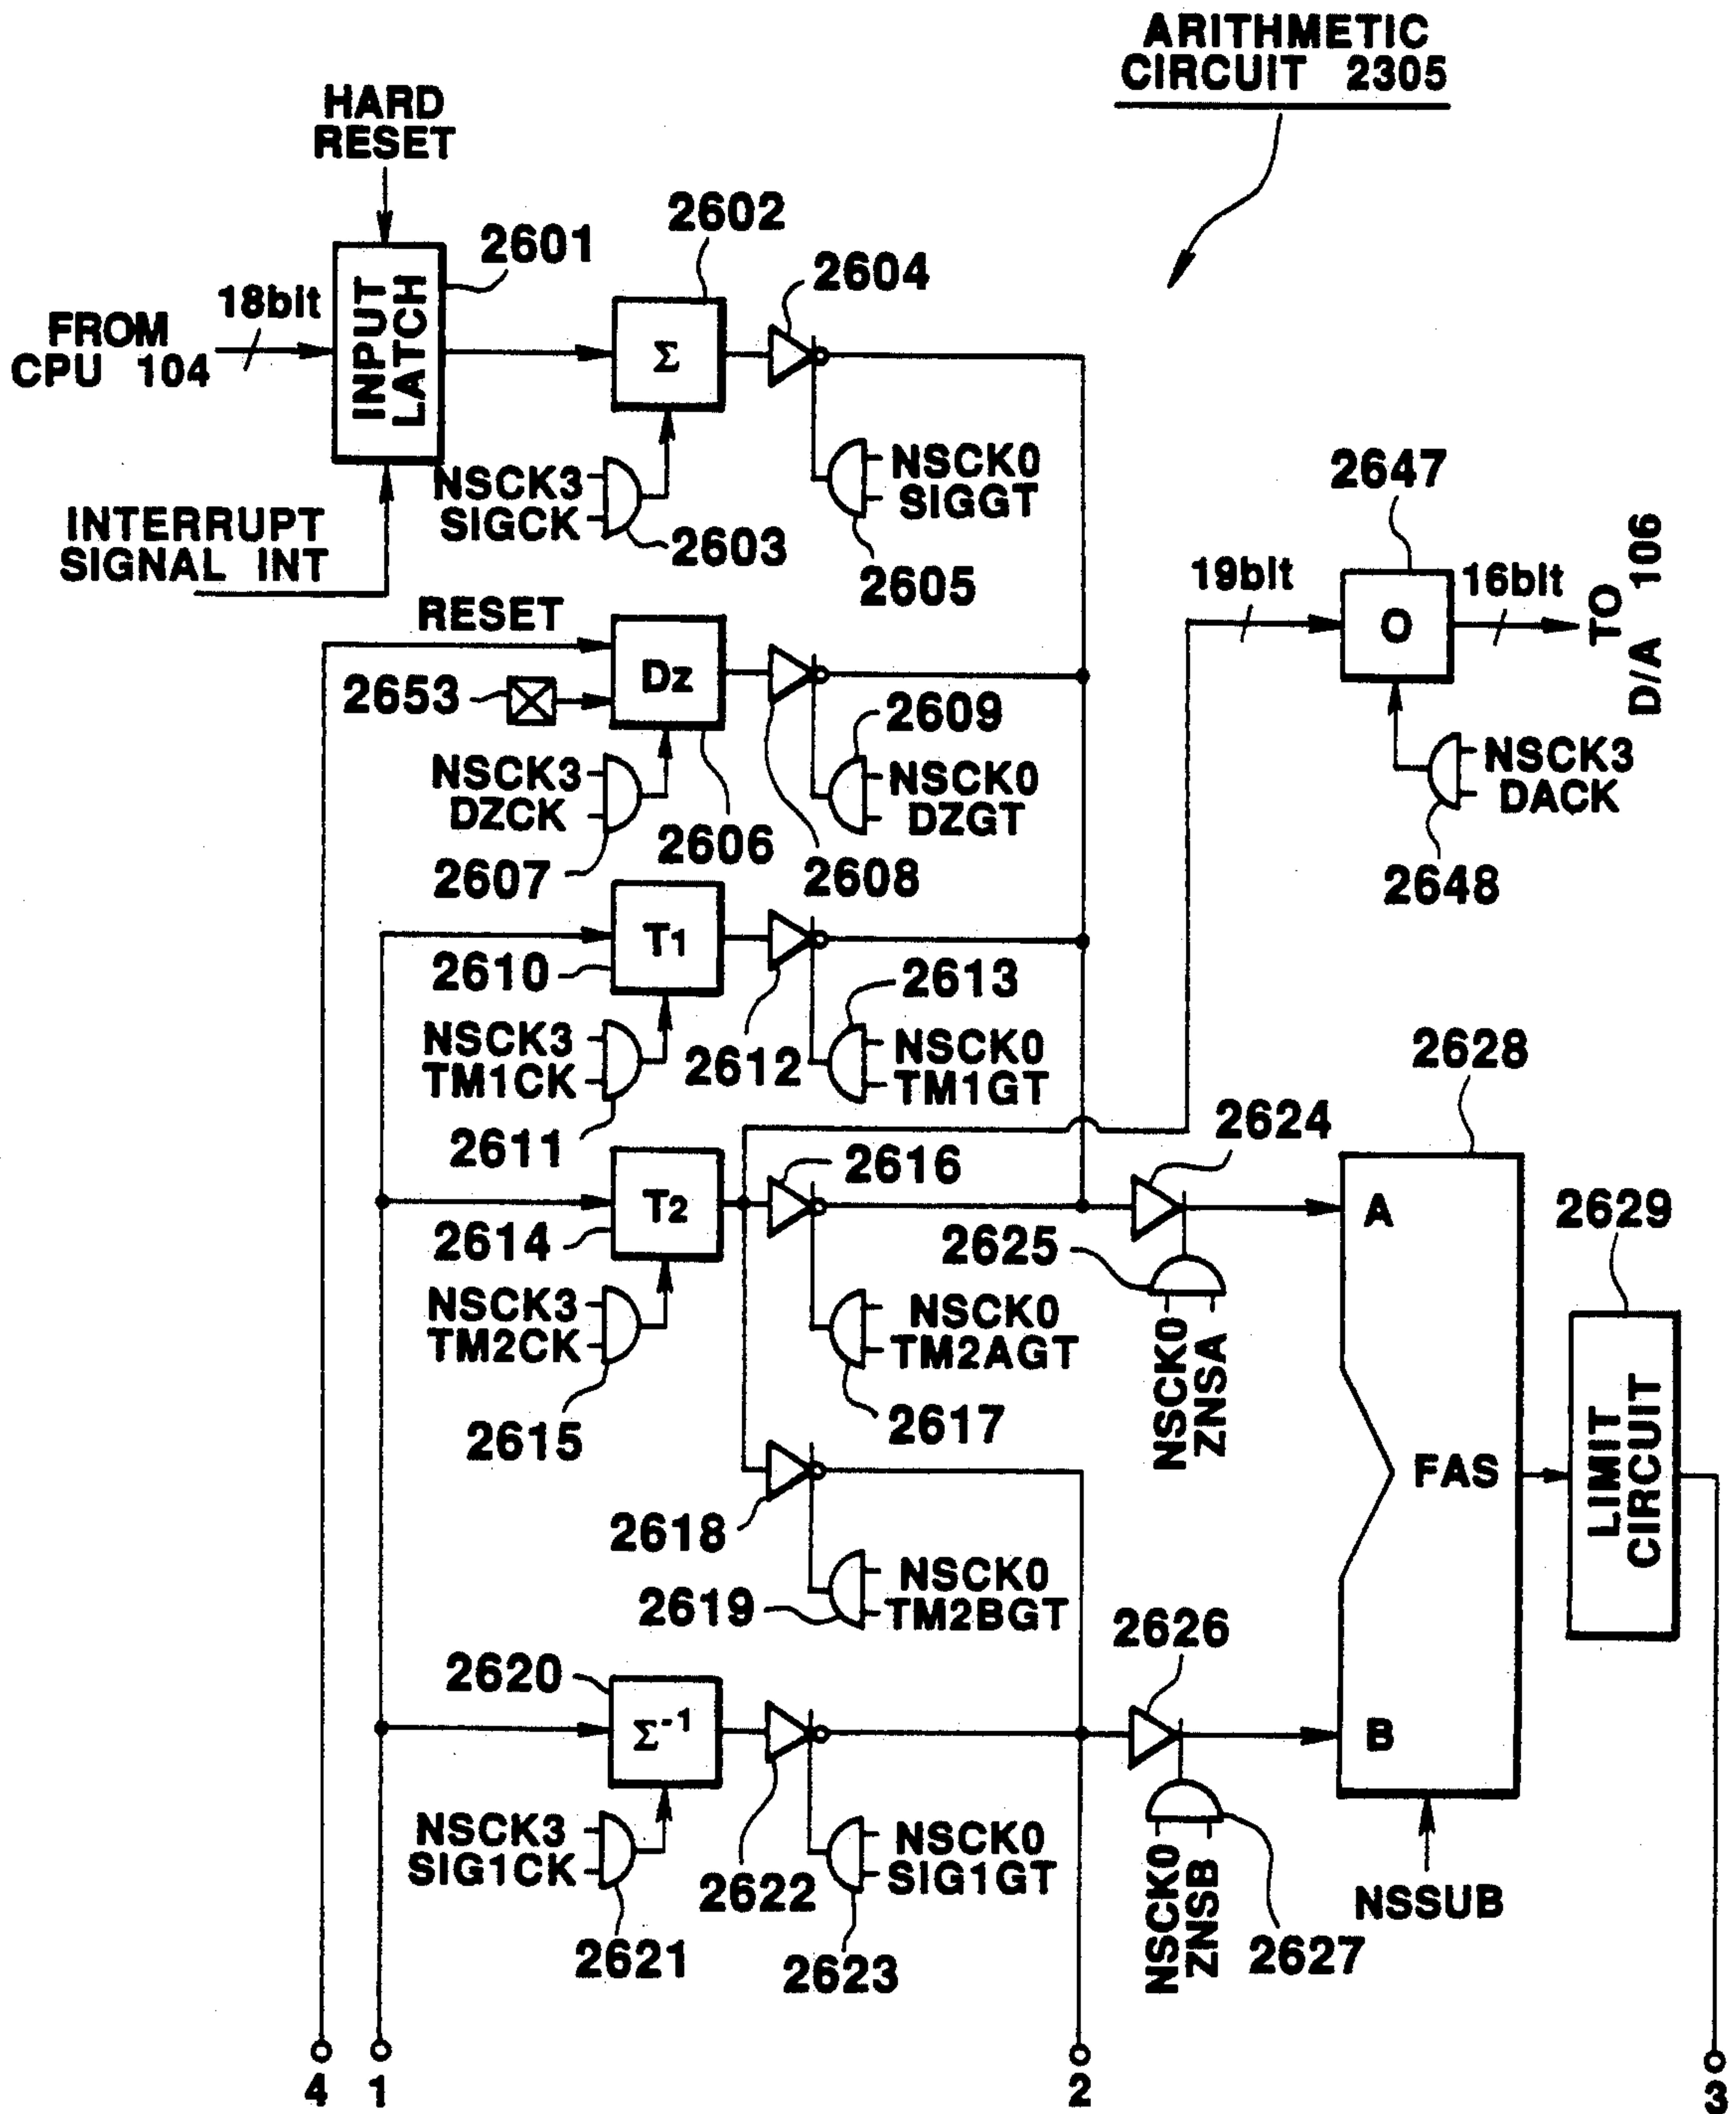 ARITHMETIC
CIRCUIT 2305
HARD
RESET
2601
2602
2604
18bit
FROM
CPU 104
INPUT
LATCH
Σ
NSCK3
SIGCK
2603
NSCK0
SIGGT
2605
INTERRUPT
SIGNAL INT
2647
19bit
O
16bit
TO
D/A 106
NSCK3
DACK
2648
RESET
2653
Dz
2609
NSCK3
DZCK
NSCK0
DZGT
2606
2607
2608
T1
2610
2613
NSCK3
TM1CK
2612
NSCK0
TM1GT
2611
2628
2624
2616
T2
2614
2625
A
2629
NSCK3
TM2CK
NSCK0
TM2AGT
NSCK0
ZNSA
2615
2617
FAS
LIMIT
CIRCUIT
2618
NSCK0
TM2BGT
2619
2626
2620
Σ-1
B
NSCK3
SIG1CK
2622
NSCK0
SIG1GT
NSCK0
ZNSB
NSSUB
2621
2623
2627
4
1
2
3